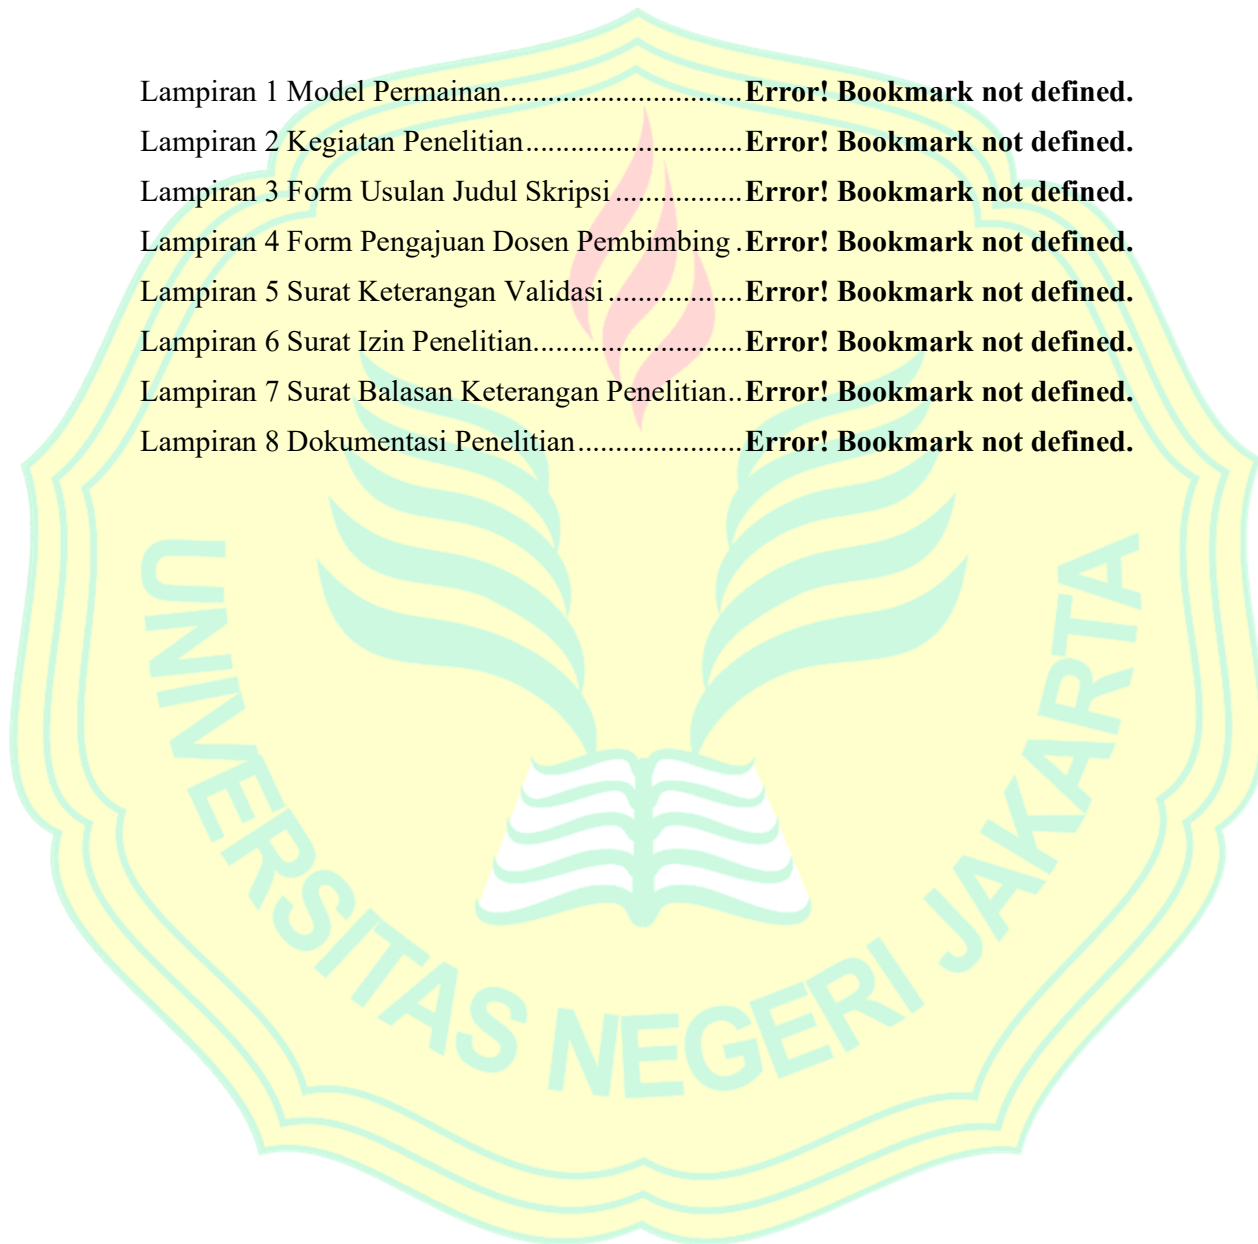 Lampiran 1 Model Permainan................................Error! Bookmark not defined.
Lampiran 2 Kegiatan Penelitian.............................Error! Bookmark not defined.
Lampiran 3 Form Usulan Judul Skripsi.................Error! Bookmark not defined.
Lampiran 4 Form Pengajuan Dosen Pembimbing.Error! Bookmark not defined.
Lampiran 5 Surat Keterangan Validasi..................Error! Bookmark not defined.
Lampiran 6 Surat Izin Penelitian............................Error! Bookmark not defined.
Lampiran 7 Surat Balasan Keterangan Penelitian..Error! Bookmark not defined.
Lampiran 8 Dokumentasi Penelitian......................Error! Bookmark not defined.
UNIVERSITAS NEGERI JAKARTA